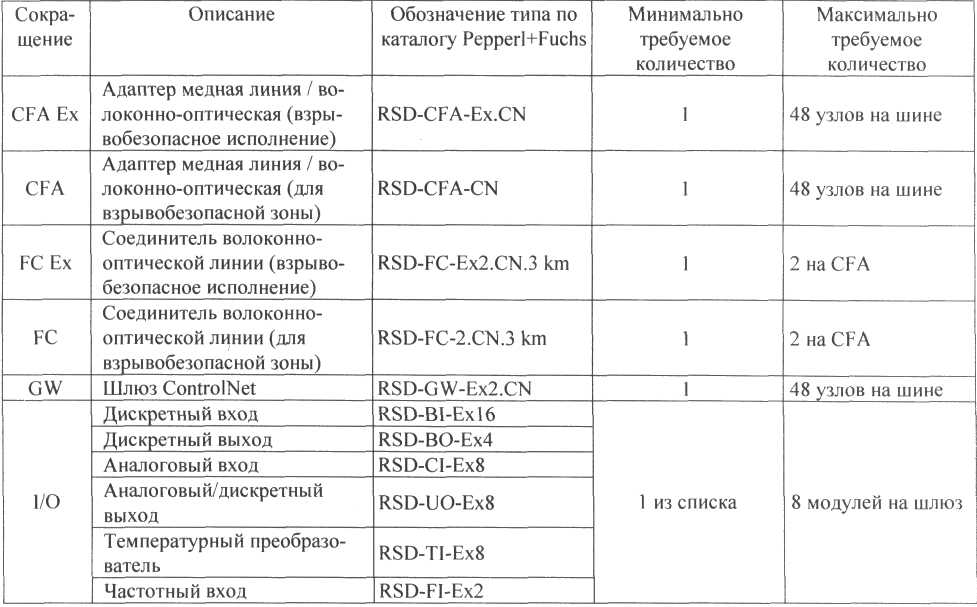 Сокра-
щение
Описание
Обозначение типа по
каталогу Pepperl+Fuchs
Минимально
требуемое
количество
Максимально
требуемое
количество
CFA Ex
Адаптер медная линия / во-
локонно-оптическая (взры-
вобезопасное исполнение)
RSD-CFA-Ex.CN
1
48 узлов на шине
CFA
Адаптер медная линия / во-
локонно-оптическая (для
взрывобезопасной зоны)
RSD-CFA-CN
1
48 узлов на шине
FC Ex
Соединитель волоконно-
оптической линии (взрыво-
безопасное исполнение)
RSD-FC-Ex2.CN.3 km
1
2 на CFA
FC
Соединитель волоконно-
оптической линии (для
взрывобезопасной зоны)
RSD-FC-2.CN.3 km
1
2 на CFA
GW
Шлюз ControlNet
RSD-GW-Ex2.CN
1
48 узлов на шине
I/O
Дискретный вход
RSD-BI-Ex16
Дискретный выход
RSD-BO-Ex4
Аналоговый вход
RSD-CI-Ex8
Аналоговый/дискретный
выход
RSD-UO-Ex8
Температурный преобразо-
ватель
RSD-TI-Ex8
Частотный вход
RSD-FI-Ex2
1 из списка
8 модулей на шлюз